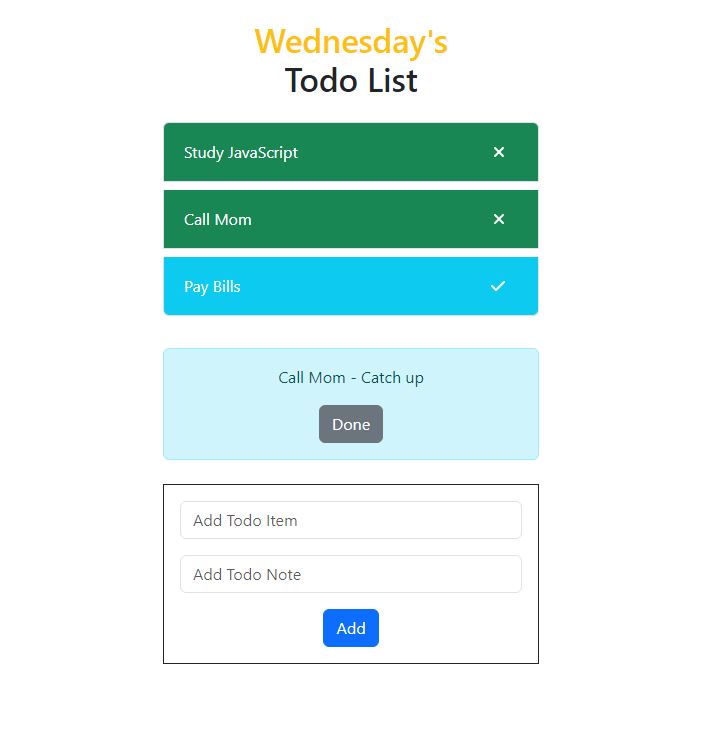 Wednesday's
Todo List
Study JavaScript
Call Mom
Pay Bills
Call Mom - Catch up
Done
Add Todo Item
Add Todo Note
Add